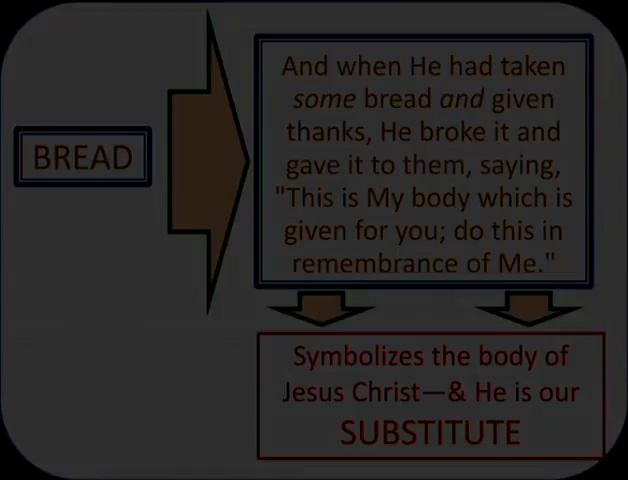 BREAD
And when He had taken
some bread and given
thanks, He broke it and
gave it to them, saying,
"This is My body which is
given for you; do this in
remembrance of Me."
Symbolizes the body of
Jesus Christ—& He is our
SUBSTITUTE